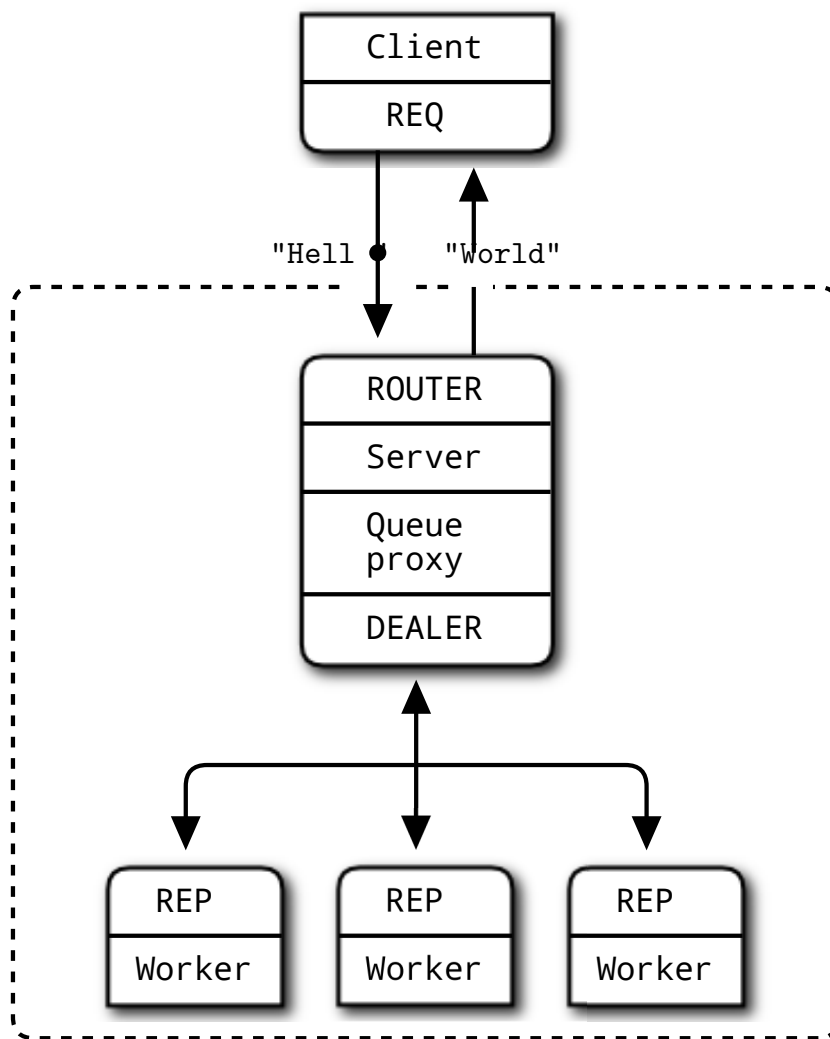 Client
REQ
"Hell "World"
ROUTER
Server
Queue
proxy
DEALER
REP REP REP
Worker Worker Worker